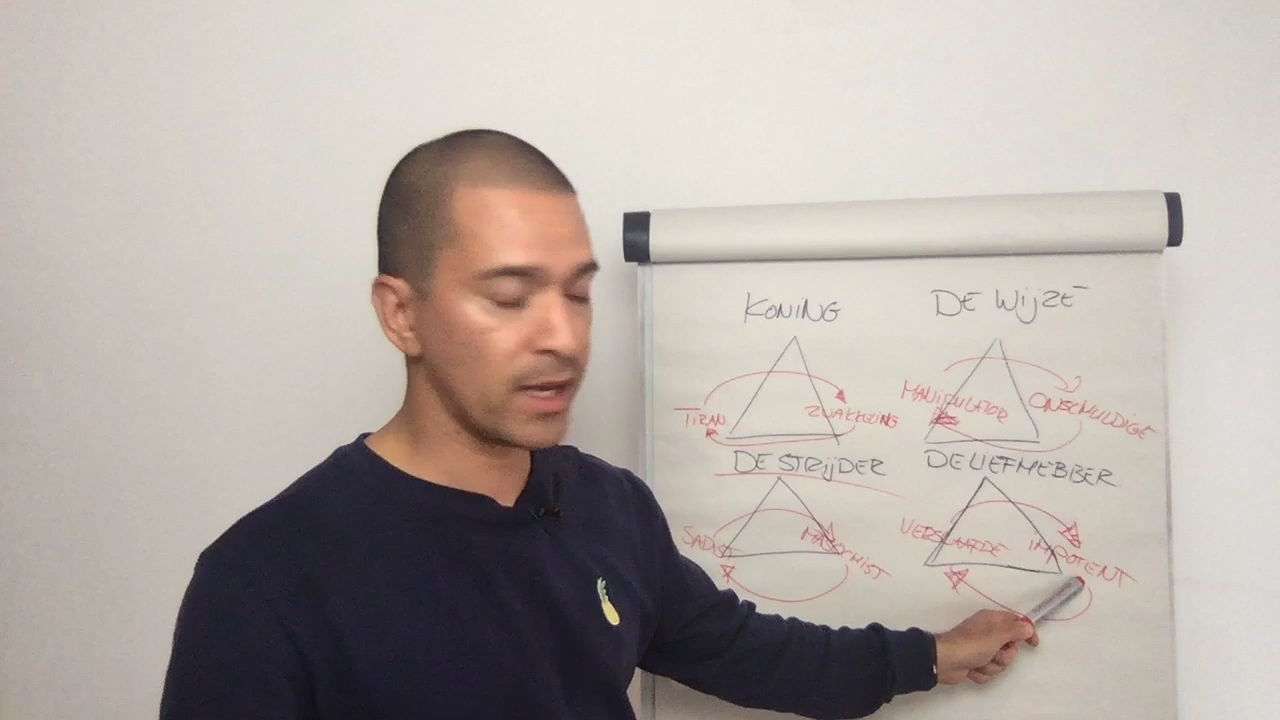 KONING
DE WIJZE
TIRAN
ZWAKKELING
MANIPULATOR
ONSCHULDIGE
DE STRIJDER
DE LIEFHEBBER
SADIST
MASOCHIST
VERSLAAFDE
IMPOTENT